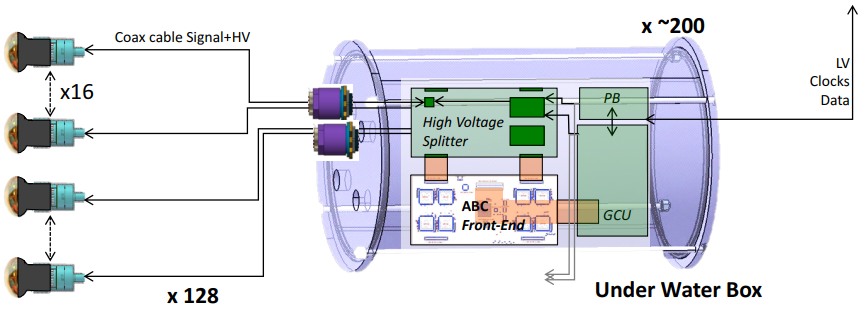 Coax cable Signal+HV
x ~200
x16
LV
Clocks
Data
PB
High Voltage
Splitter
ABC
Front-End
GCU
x 128
Under Water Box